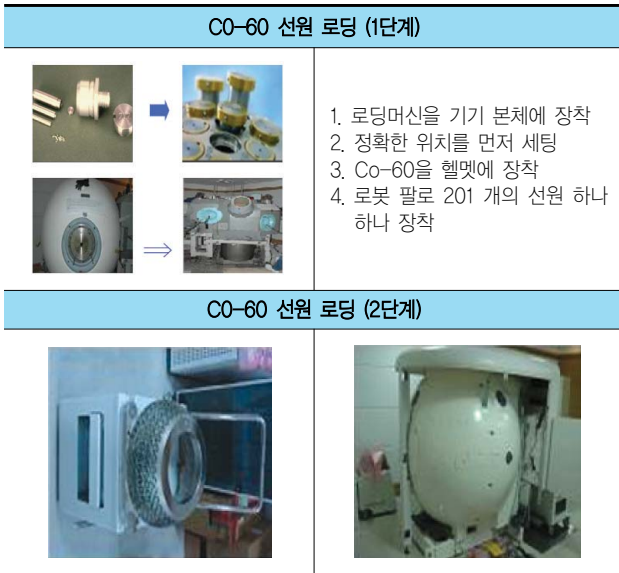 CO-60 선원 로딩 (1단계)
1. 로딩머신을 기기 본체에 장착
2. 정확한 위치를 먼저 세팅
3. Co-60을 헬멧에 장착
4. 로봇 팔로 201 개의 선원 하나
하나 장착
CO-60 선원 로딩 (2단계)